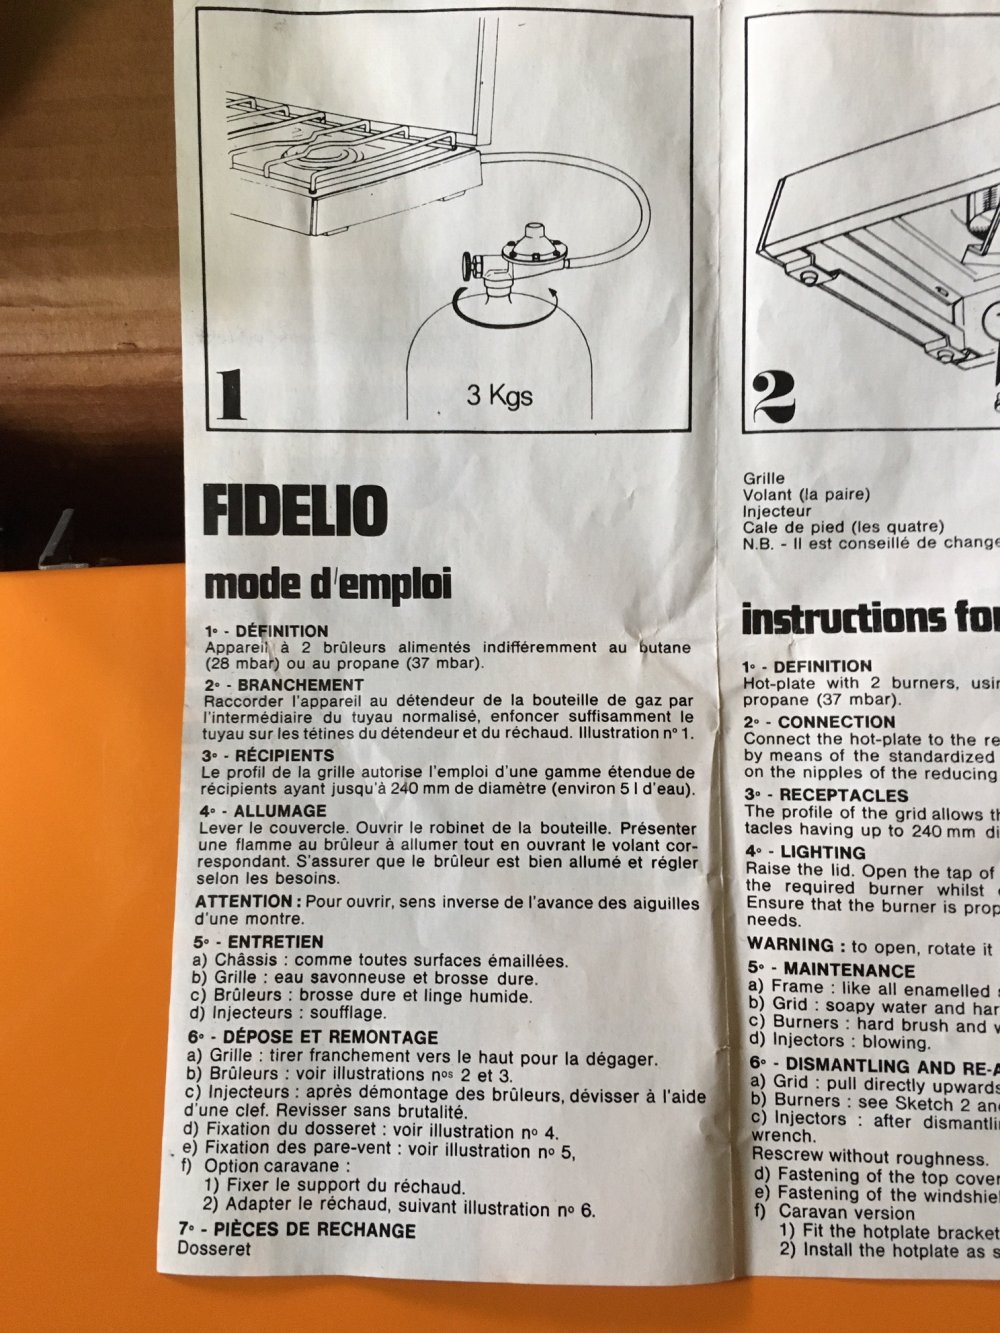 3 Kgs
1
FIDELIO
mode d'emploi
1° - DÉFINITION
Appareil à 2 brûleurs alimentés indifféremment au butane
(28 mbar) ou au propane (37 mbar).
2° - BRANCHEMENT
Raccorder l'appareil au détendeur de la bouteille de gaz par
l'intermédiaire du tuyau normalisé, enfoncer suffisamment le
tuyau sur les tétines du détendeur et du réchaud. Illustration n° 1.
3° - RÉCIPIENTS
Le profil de la grille autorise l'emploi d'une gamme étendue de
récipients ayant jusqu'à 240 mm de diamètre (environ 5 l d'eau).
4° - ALLUMAGE
Lever le couvercle. Ouvrir le robinet de la bouteille. Présenter
une flamme au brûleur à allumer tout en ouvrant le volant cor-
respondant. S'assurer que le brûleur est bien allumé et régler
selon les besoins.
ATTENTION : Pour ouvrir, sens inverse de l'avance des aiguilles
d'une montre.
5° - ENTRETIEN
a) Châssis : comme toutes surfaces émaillées.
b) Grille : eau savonneuse et brosse dure.
c) Brûleurs : brosse dure et linge humide.
d) Injecteurs : soufflage.
6° - DÉPOSE ET REMONTAGE
a) Grille : tirer franchement vers le haut pour la dégager.
b) Brûleurs : voir illustrations nos 2 et 3.
c) Injecteurs : après démontage des brûleurs, dévisser à l'aide
d'une clef. Revisser sans brutalité.
d) Fixation du dosseret : voir illustration n° 4.
e) Fixation des pare-vent : voir illustration n° 5,
f) Option caravane :
1) Fixer le support du réchaud.
2) Adapter le réchaud, suivant illustration n° 6.
7° - PIÈCES DE RECHANGE
Dosseret
2
Grille
Volant (la paire)
Injecteur
Cale de pied (les quatre)
N.B. - Il est conseillé de change
instructions for
1° - DEFINITION
Hot-plate with 2 burners, usin
propane (37 mbar).
2° - CONNECTION
Connect the hot-plate to the re
by means of the standardized
on the nipples of the reducing
3° - RECEPTACLES
The profile of the grid allows th
tacles having up to 240 mm di
4° - LIGHTING
Raise the lid. Open the tap of
the required burner whilst
Ensure that the burner is prop
needs.
WARNING : to open, rotate it
5° - MAINTENANCE
a) Frame : like all enamelled
b) Grid : soapy water and har
c) Burners : hard brush and
d) Injectors : blowing.
6° - DISMANTLING AND RE-A
a) Grid : pull directly upwards
b) Burners : see Sketch 2 an
c) Injectors : after dismantli
wrench.
Rescrew without roughness.
d) Fastening of the top cover
e) Fastening of the windshie
f) Caravan version
1) Fit the hotplate bracket
2) Install the hotplate as s